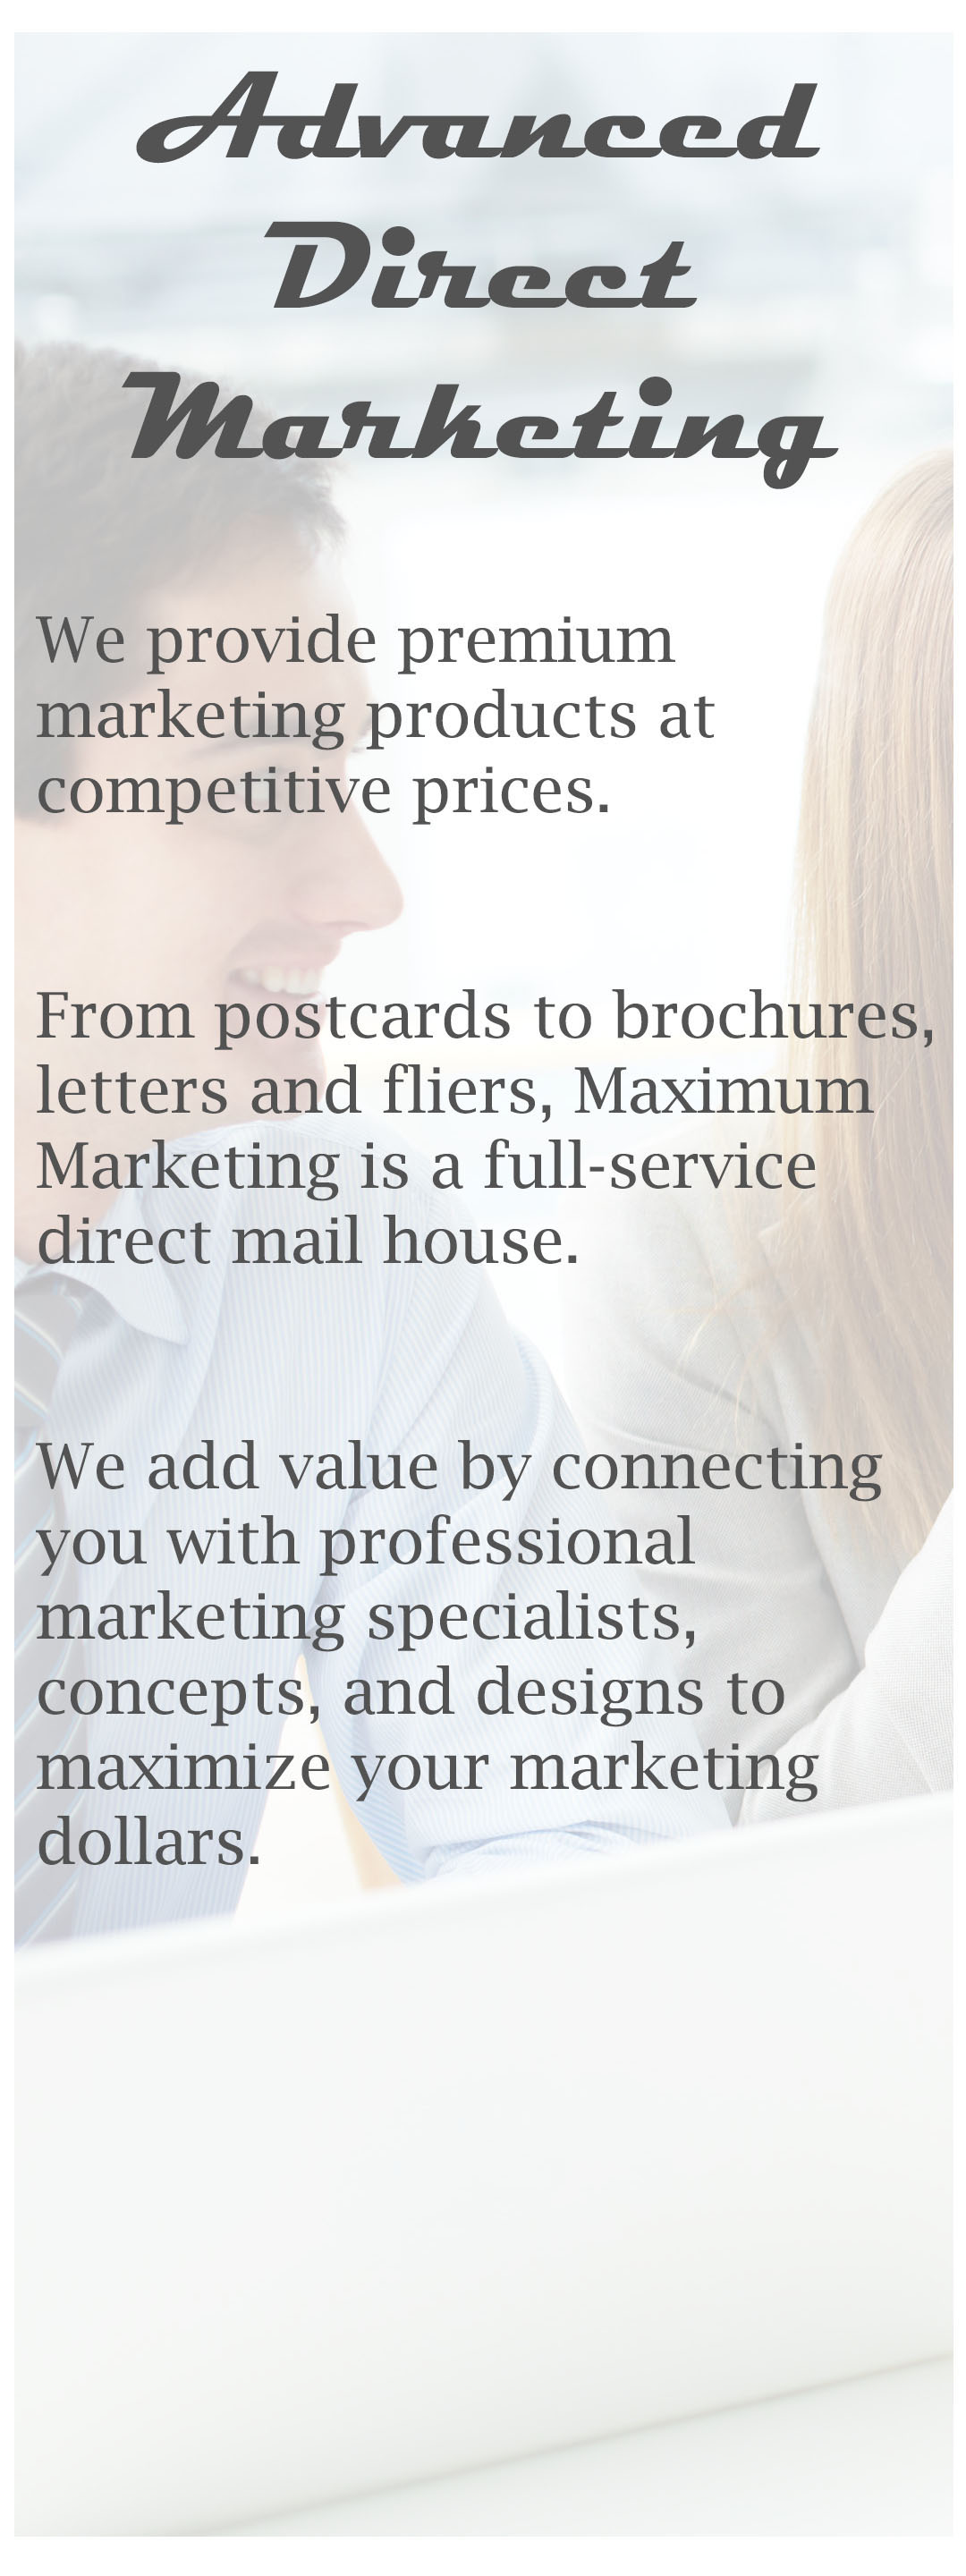 Advanced
Direct
Marketing
We provide premium
marketing products at
competitive prices.
From postcards to brochures,
letters and fliers, Maximum
Marketing is a full-service
direct mail house.
We add value by connecting
you with professional
marketing specialists,
concepts, and designs to
maximize your marketing
dollars.